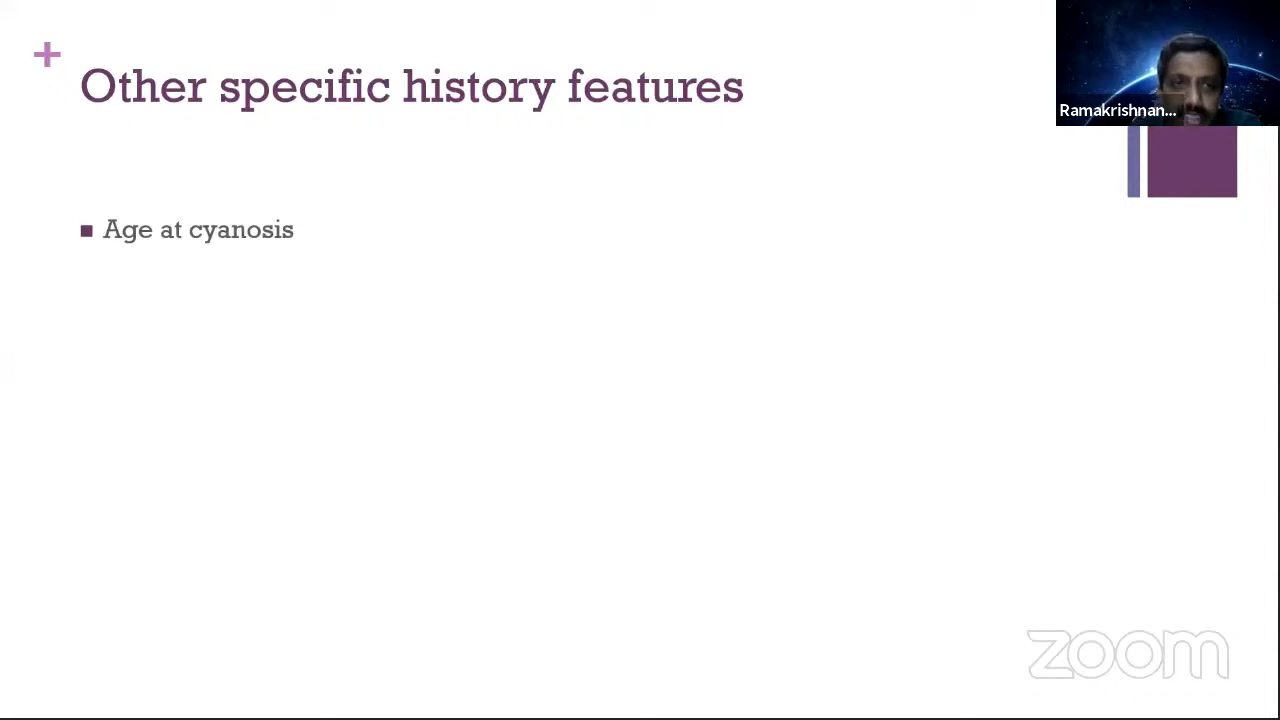 +
Other specific history features
Ramakrishnan...
Age at cyanosis
zoom